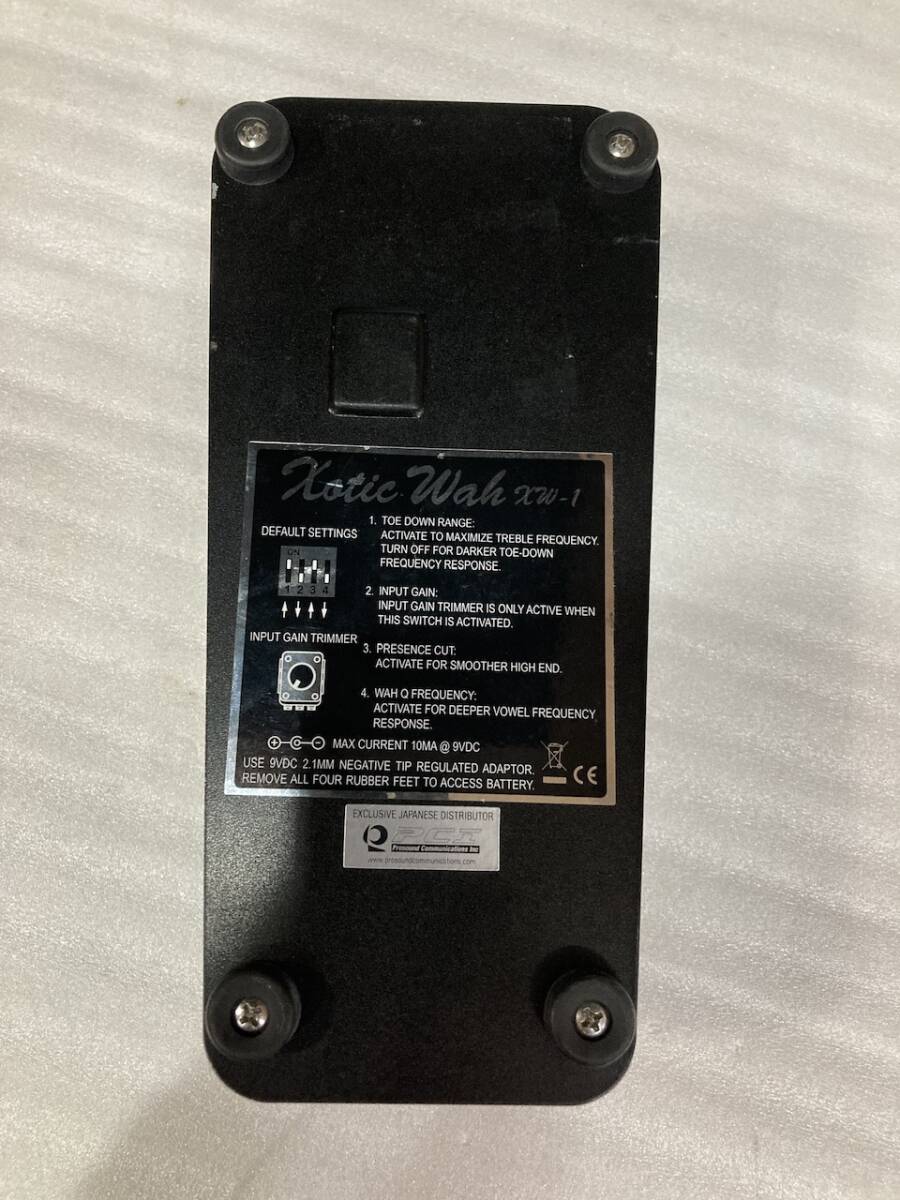 Xotic Wah XW-1
DEFAULT SETTINGS
ON
1 2 3 4
INPUT GAIN TRIMMER
1. TOE DOWN RANGE:
ACTIVATE TO MAXIMIZE TREBLE FREQUENCY.
TURN OFF FOR DARKER TOE-DOWN
FREQUENCY RESPONSE.
2. INPUT GAIN:
INPUT GAIN TRIMMER IS ONLY ACTIVE WHEN
THIS SWITCH IS ACTIVATED.
3. PRESENCE CUT:
ACTIVATE FOR SMOOTHER HIGH END.
4. WAH Q FREQUENCY:
ACTIVATE FOR DEEPER VOWEL FREQUENCY
RESPONSE.
MAX CURRENT 10MA @ 9VDC
USE 9VDC 2.1MM NEGATIVE TIP REGULATED ADAPTOR.
REMOVE ALL FOUR RUBBER FEET TO ACCESS BATTERY.
CE
EXCLUSIVE JAPANESE DISTRIBUTOR
PCI
Prosound Communications Inc
www.prosoundcommunications.com